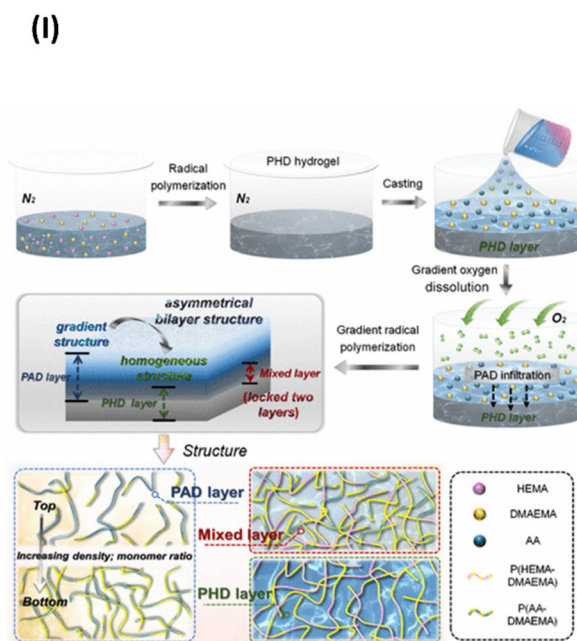 (I)
Radical
polymerization
PHD hydrogel
Casting
N2
N2
PHD layer
Gradient oxygen
dissolution
O2
PAD infiltration
PHD layer
Gradient radical
polymerization
asymmetrical
bilayer structure
gradient
structure
homogeneous
structure
PAD layer
PHD layer
Mixed layer
(locked two
layers)
Structure
Top
PAD layer
Mixed layer
Increasing density; monomer ratio
Bottom
PHD layer
HEMA
DMAEMA
AA
P(HEMA-
DMAEMA)
P(AA-
DMAEMA)